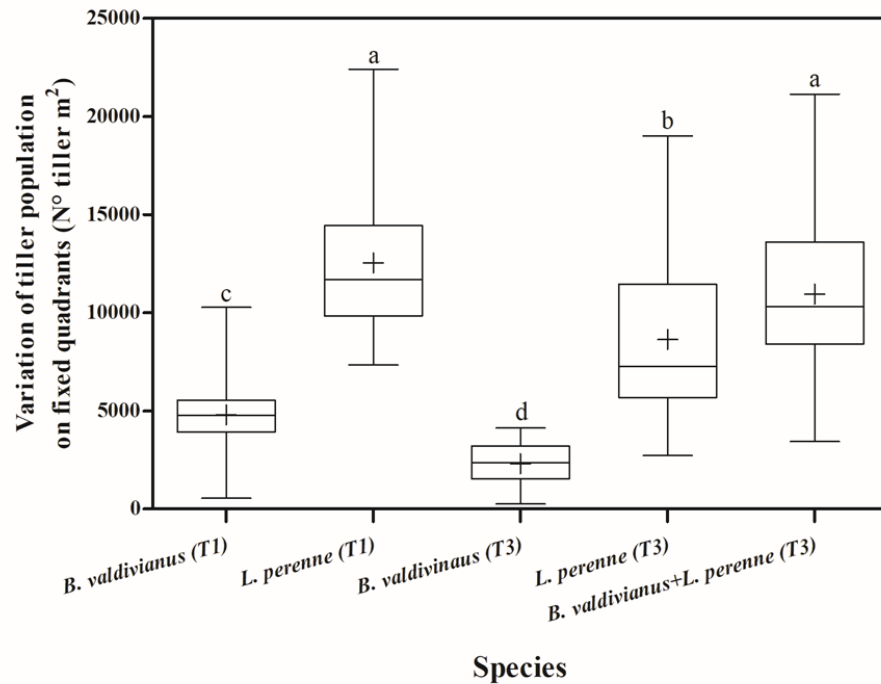 Variation of tiller population
on fixed quadrants (N° tiller m²)
25000
20000
15000
10000
5000
0
c
a
d
b
a
B. valdivianus (T1)
L. perenne (T1)
B. valdivinaus (T3)
L. perenne (T3)
B. valdivianus+L. perenne (T3)
Species